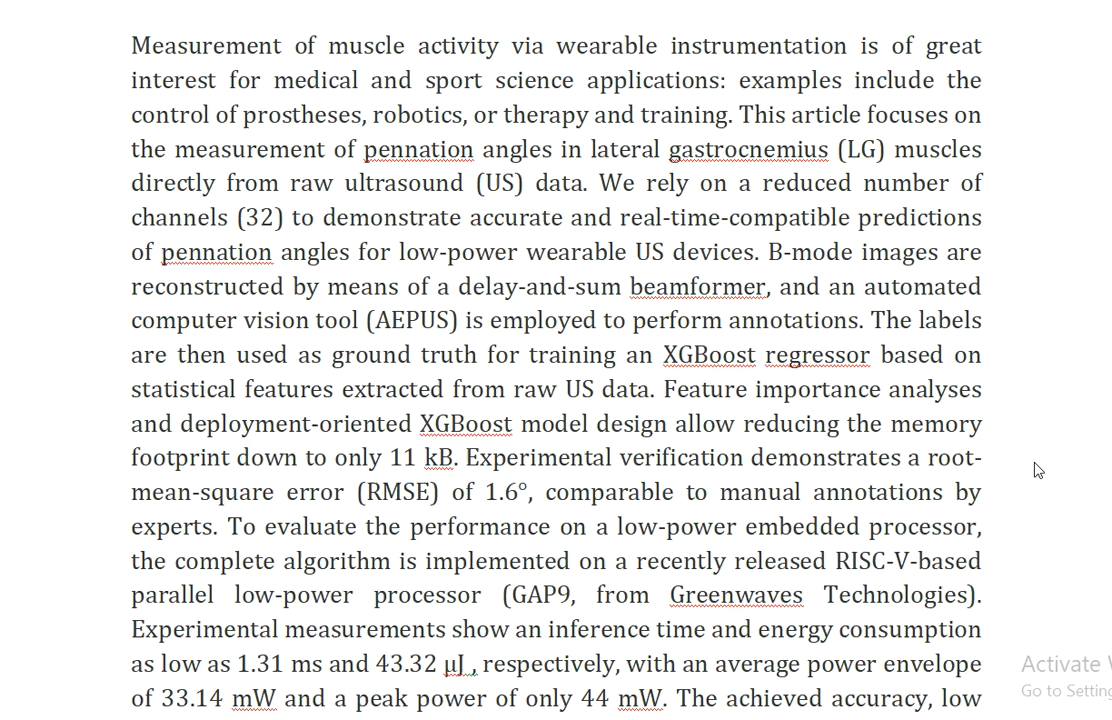 Measurement of muscle activity via wearable instrumentation is of great
interest for medical and sport science applications: examples include the
control of prostheses, robotics, or therapy and training. This article focuses on
the measurement of pennation angles in lateral gastrocnemius (LG) muscles
directly from raw ultrasound (US) data. We rely on a reduced number of
channels (32) to demonstrate accurate and real-time-compatible predictions
of pennation angles for low-power wearable US devices. B-mode images are
reconstructed by means of a delay-and-sum beamformer, and an automated
computer vision tool (AEPUS) is employed to perform annotations. The labels
are then used as ground truth for training an XGBoost regressor based on
statistical features extracted from raw US data. Feature importance analyses
and deployment-oriented XGBoost model design allow reducing the memory
footprint down to only 11 kB. Experimental verification demonstrates a root-
mean-square error (RMSE) of 1.6°, comparable to manual annotations by
experts. To evaluate the performance on a low-power embedded processor,
the complete algorithm is implemented on a recently released RISC-V-based
parallel low-power processor (GAP9, from Greenwaves Technologies).
Experimental measurements show an inference time and energy consumption
as low as 1.31 ms and 43.32 μJ , respectively, with an average power envelope
of 33.14 mW and a peak power of only 44 mW. The achieved accuracy, low
Activate
Go to Setting